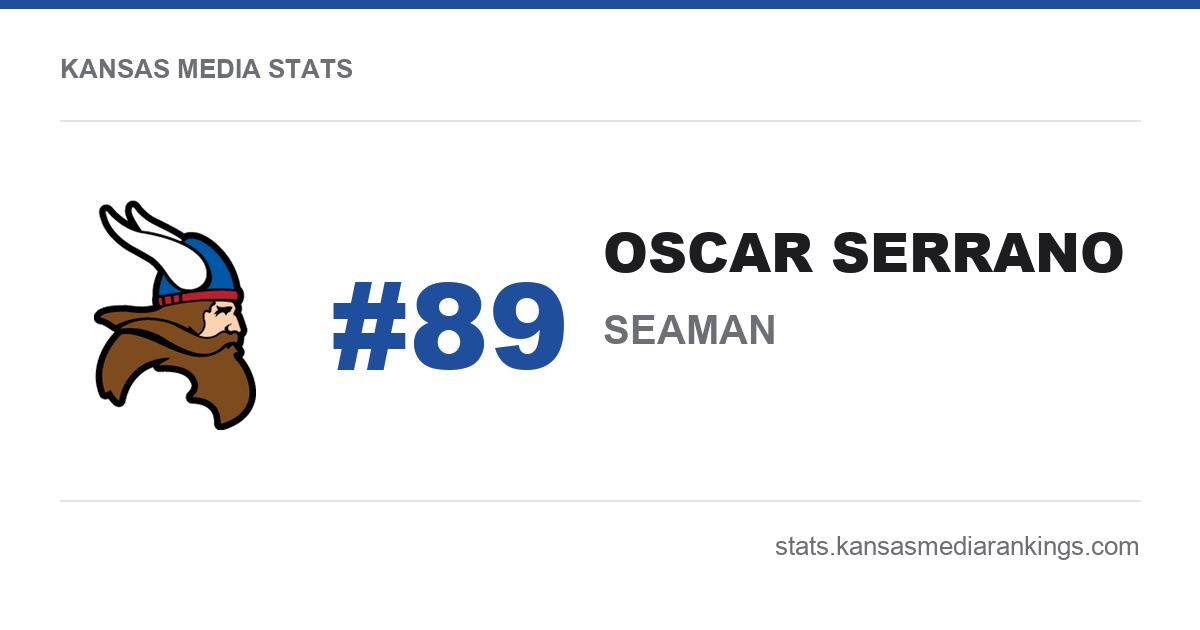 KANSAS MEDIA STATS
#89
OSCAR SERRANO
SEAMAN
stats.kansasmediarankings.com